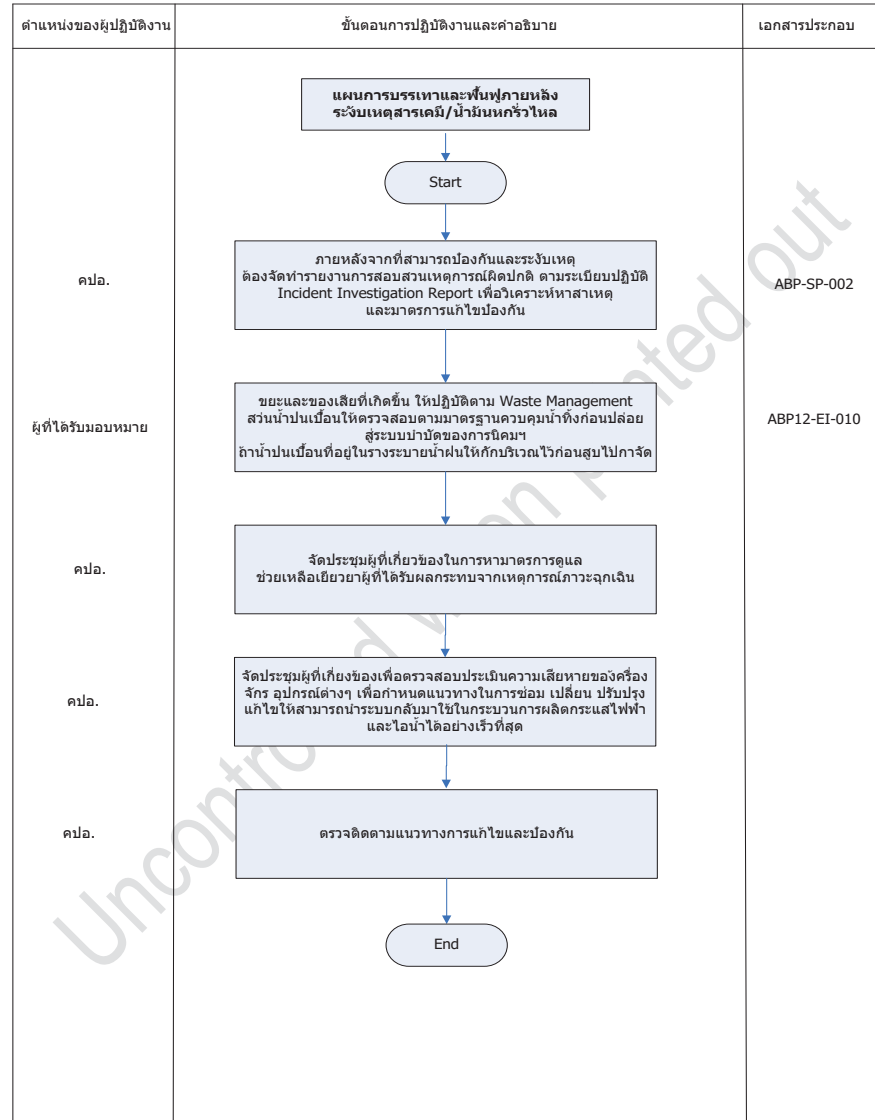 ตำแหน่งของผู้ปฏิบัติงาน
ขั้นตอนการปฏิบัติงานและคำอธิบาย
เอกสารประกอบ
แผนการบรรเทาและฟื้นฟูภายหลัง
ระงับเหตุสารเคมี/น้ำมันหกรั่วไหล
Start
คปอ.
ภายหลังจากที่สามารถป้องกันและระงับเหตุ
ต้องจัดทำรายงานการสอบสวนเหตุการณ์ผิดปกติ ตามระเบียบปฏิบัติ
Incident Investigation Report เพื่อวิเคราะห์หาสาเหตุ
และมาตรการแก้ไขป้องกัน
ABP-SP-002
ผู้ที่ได้รับมอบหมาย
ขยะและของเสียที่เกิดขึ้น ให้ปฏิบัติตาม Waste Management
สวนน้ำปนเปื้อนให้ตรวจสอบตามมาตรฐานควบคุมน้ำทิ้งก่อนปล่อย
สู่ระบบบำบัดของการนิคมฯ
ถ้าน้ำปนเปื้อนที่อยู่ในรางระบายน้ำฝนให้กักบริเวณไว้ก่อนสูบไปกำจัด
ABP12-EI-010
คปอ.
จัดประชุมผู้ที่เกี่ยวข้องในการหามาตรการดูแล
ช่วยเหลือเยียวยาผู้ที่ได้รับผลกระทบจากเหตุการณ์ภาวะฉุกเฉิน
คปอ.
จัดประชุมผู้ที่เกี่ยงข้องเพื่อตรวจสอบประเมินความเสียหายของเครื่อง
จักร อุปกรณ์ต่างๆ เพื่อกำหนดแนวทางในการซ่อม เปลี่ยน ปรับปรุง
แก้ไขให้สามารถนำระบบกลับมาใช้ในกระบวนการผลิตกระแสไฟฟ้า
และไอน้ำได้อย่างเร็วที่สุด
คปอ.
ตรวจติดตามแนวทางการแก้ไขและป้องกัน
End
Uncontrolled when printed out